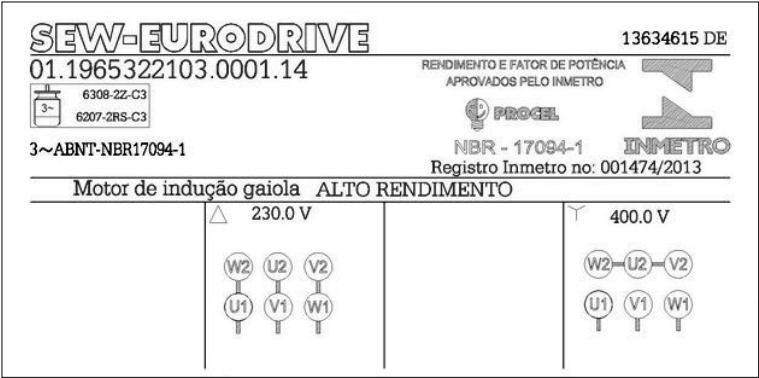 SEW-EURODRIVE
13634615 DE
01.1965322103.0001.14
RENDIMENTO E FATOR DE POTÊNCIA
APROVADOS PELO INMETRO
3~
6308-2Z-C3
6207-2RS-C3
PROCEL
INMETRO
3~ABNT-NBR17094-1
NBR - 17094-1
Registro Inmetro no: 001474/2013
Motor de indução gaiola ALTO RENDIMENTO
230.0 V
W2 U2 V2
U1 V1 W1
400.0 V
W2 U2 V2
U1 V1 W1